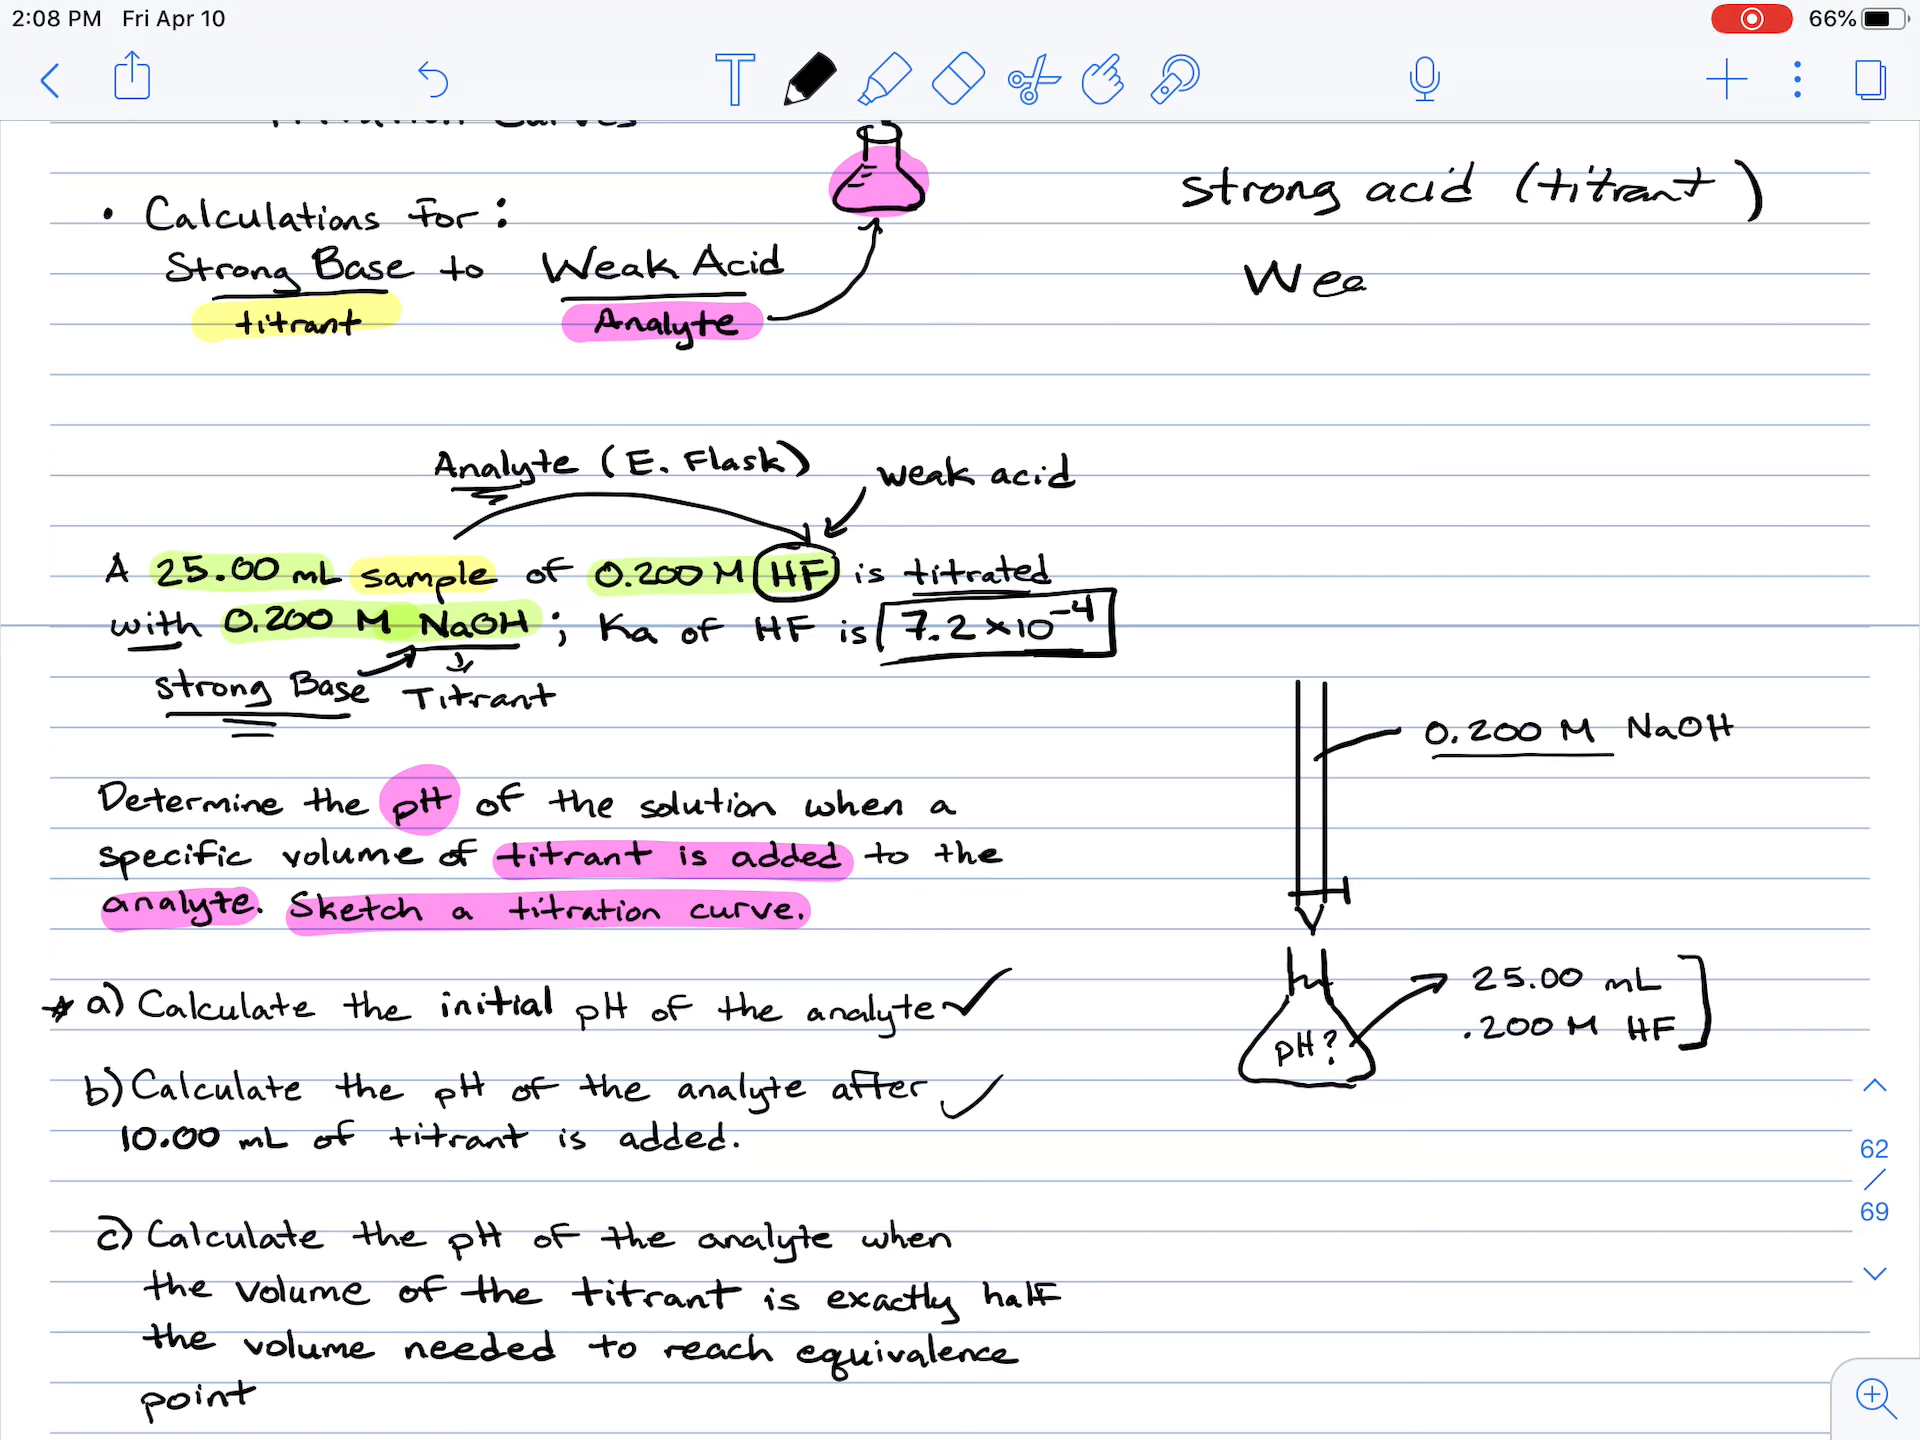 2:08 PM Fri Apr 10
66%
Titration Curves
• Calculations for:
Strong Base to Weak Acid
titrant Analyte
Strong acid (titrant)
Wea
Analyte (E. Flask)
weak acid
A 25.00 mL sample of 0.200 M HF is titrated
with 0.200 M NaOH; Ka of HF is 7.2 x 10⁻⁴
strong Base Titrant
0.200 M NaOH
Determine the pH of the solution when a
specific volume of titrant is added to the
analyte. Sketch a titration curve.
25.00 mL
.200 M HF
pH?
a) Calculate the initial pH of the analyte
b) Calculate the pH of the analyte after
10.00 mL of titrant is added.
c) Calculate the pH of the analyte when
the volume of the titrant is exactly half
the volume needed to reach equivalence
point
62
/
69